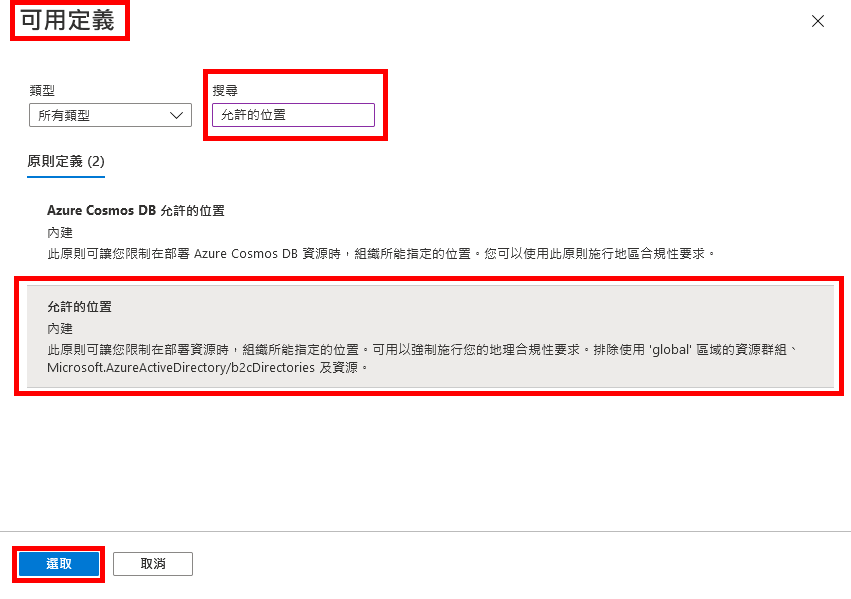 可用定義
類型
搜尋
所有類型
允許的位置
原則定義 (2)
Azure Cosmos DB 允許的位置
內建
此原則可讓您限制在部署 Azure Cosmos DB 資源時，組織所能指定的位置。您可以使用此原則施行地區合規性要求。
允許的位置
內建
此原則可讓您限制在部署資源時，組織所能指定的位置。可用以強制施行您的地理合規性要求。排除使用 'global' 區域的資源群組、
Microsoft.AzureActiveDirectory/b2cDirectories 及資源。
選取
取消